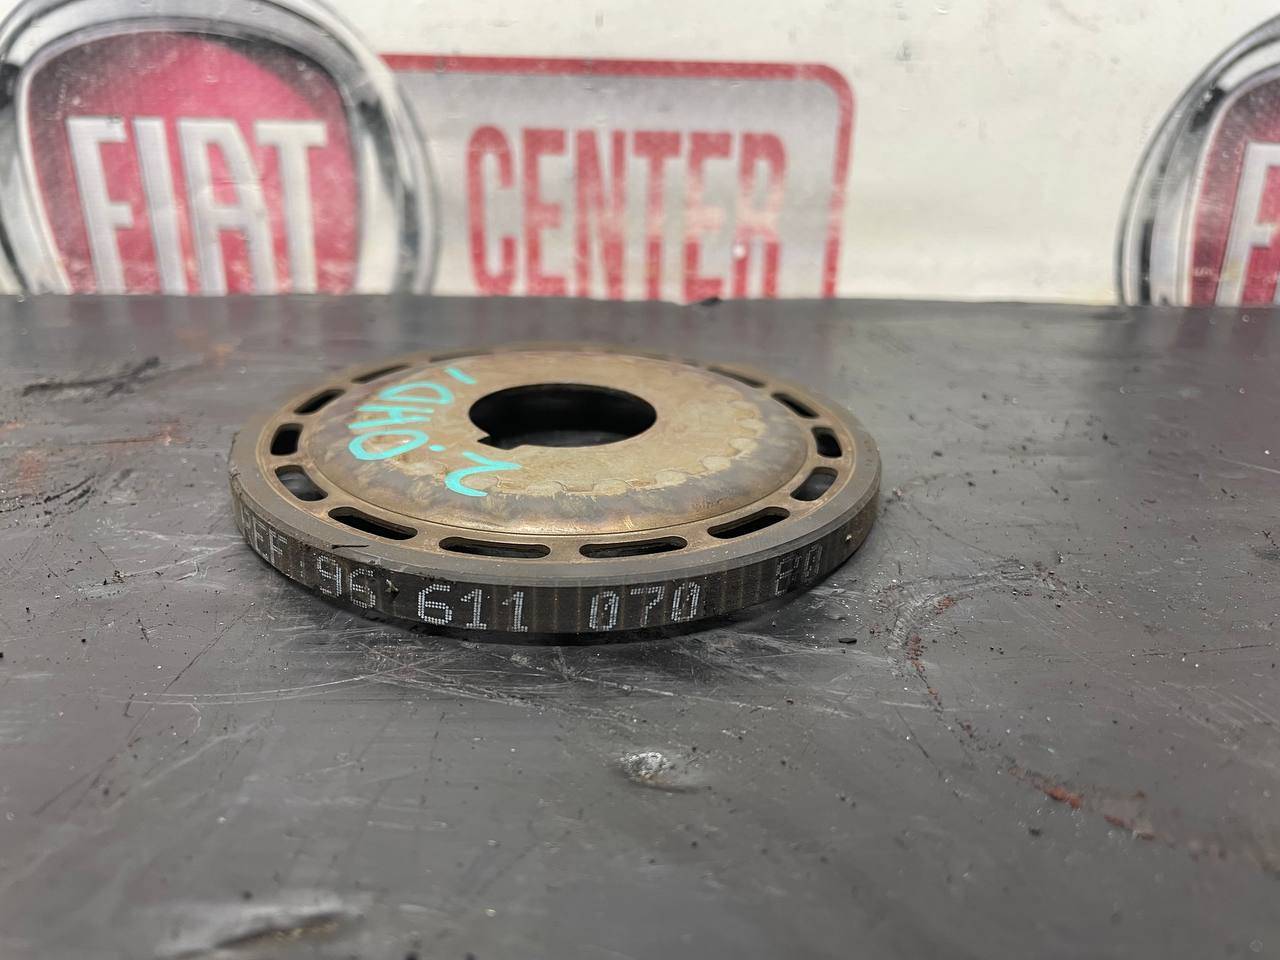 FIAT
CENTER
F
2.0HDi
REF. 96 611 070 80